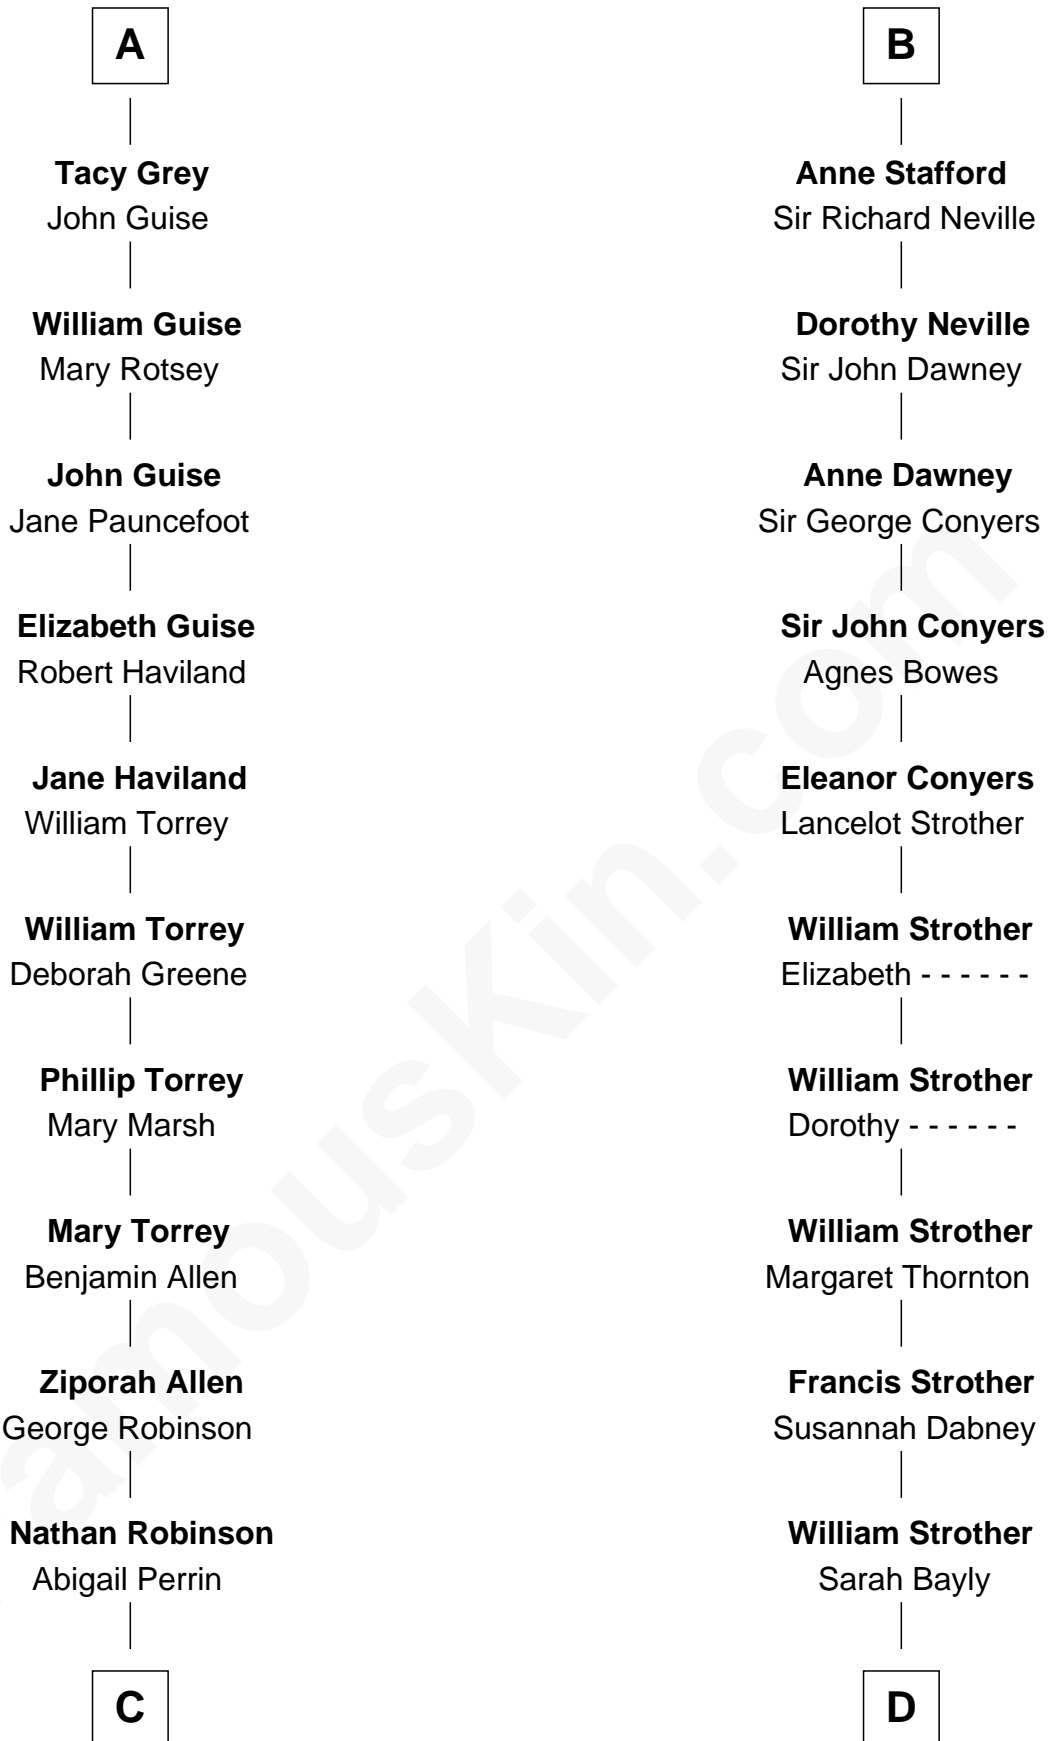 A
Tacy Grey
John Guise
William Guise
Mary Rotsey
John Guise
Jane Pauncefoot
Elizabeth Guise
Robert Haviland
Jane Haviland
William Torrey
William Torrey
Deborah Greene
Phillip Torrey
Mary Marsh
Mary Torrey
Benjamin Allen
Ziporah Allen
George Robinson
Nathan Robinson
Abigail Perrin
C
B
Anne Stafford
Sir Richard Neville
Dorothy Neville
Sir John Dawney
Anne Dawney
Sir George Conyers
Sir John Conyers
Agnes Bowes
Eleanor Conyers
Lancelot Strother
William Strother
Elizabeth - - - - - -
William Strother
Dorothy - - - - - -
William Strother
Margaret Thornton
Francis Strother
Susannah Dabney
William Strother
Sarah Bayly
D
amouskin.com